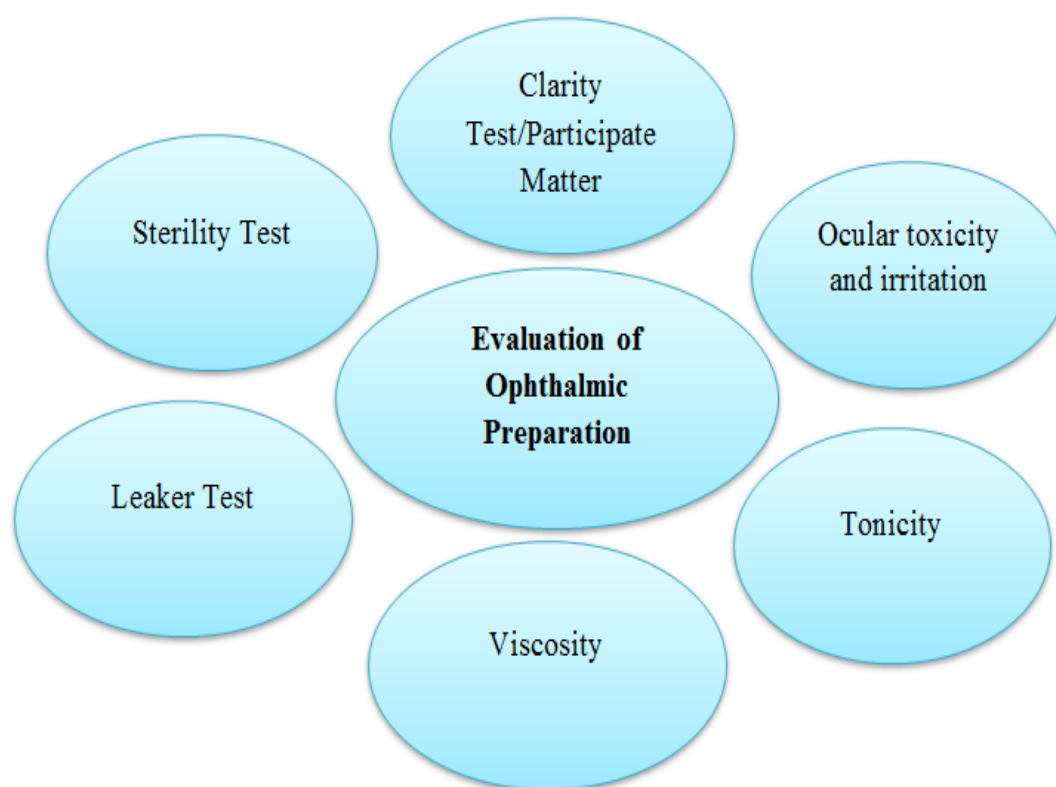 Clarity
Test/Participate
Matter
Sterility Test
Ocular toxicity
and irritation
Evaluation of
Ophthalmic
Preparation
Leaker Test
Tonicity
Viscosity